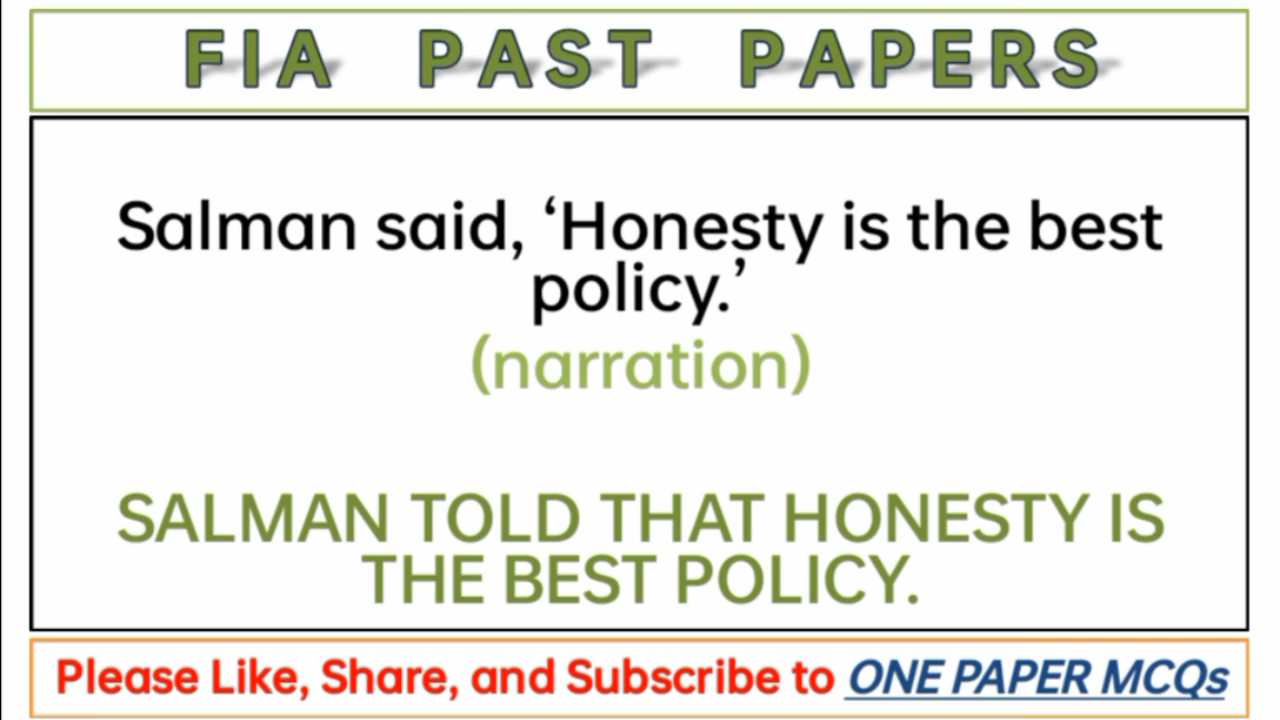 FIA PAST PAPERS
Salman said, ‘Honesty is the best
policy.’
(narration)
SALMAN TOLD THAT HONESTY IS
THE BEST POLICY.
Please Like, Share, and Subscribe to ONE PAPER MCQs